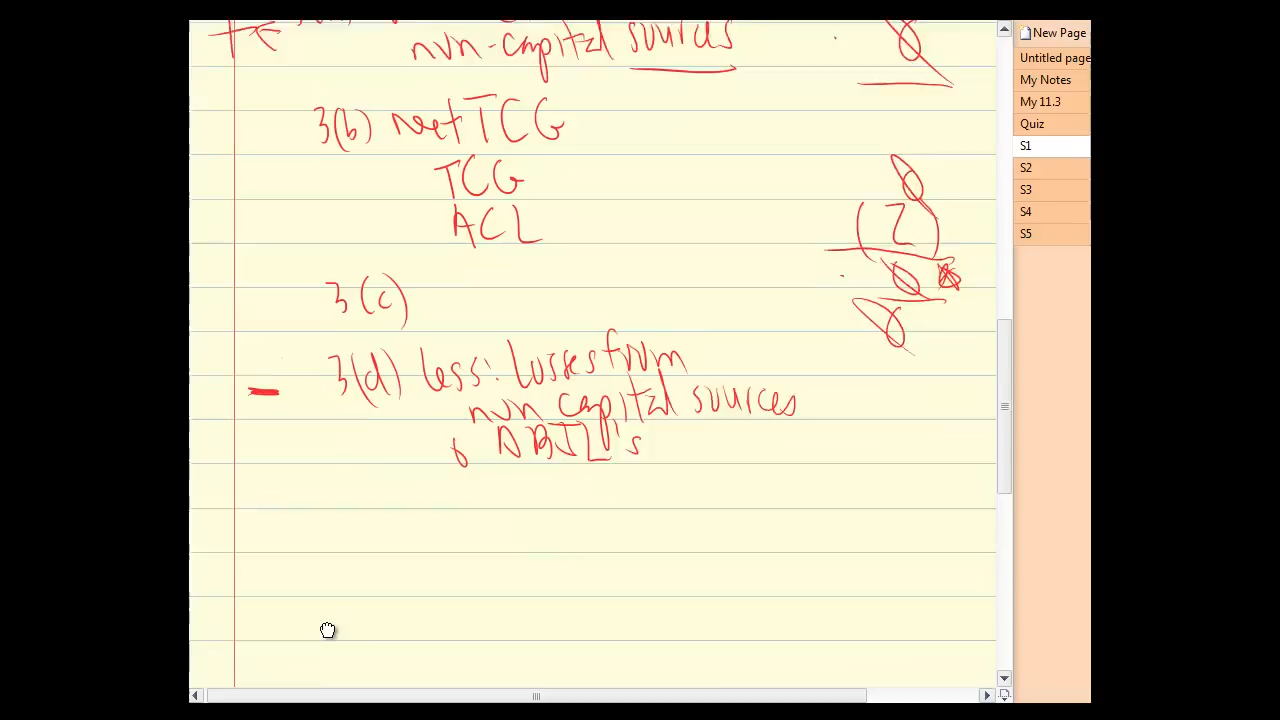 non-capital sources
3(b) net TCG
TCG
ACL
(2)
3(c)
3(d) less: losses from
non capital sources
& ABIL's
New Page
Untitled page
My Notes
My 11.3
Quiz
S1
S2
S3
S4
S5